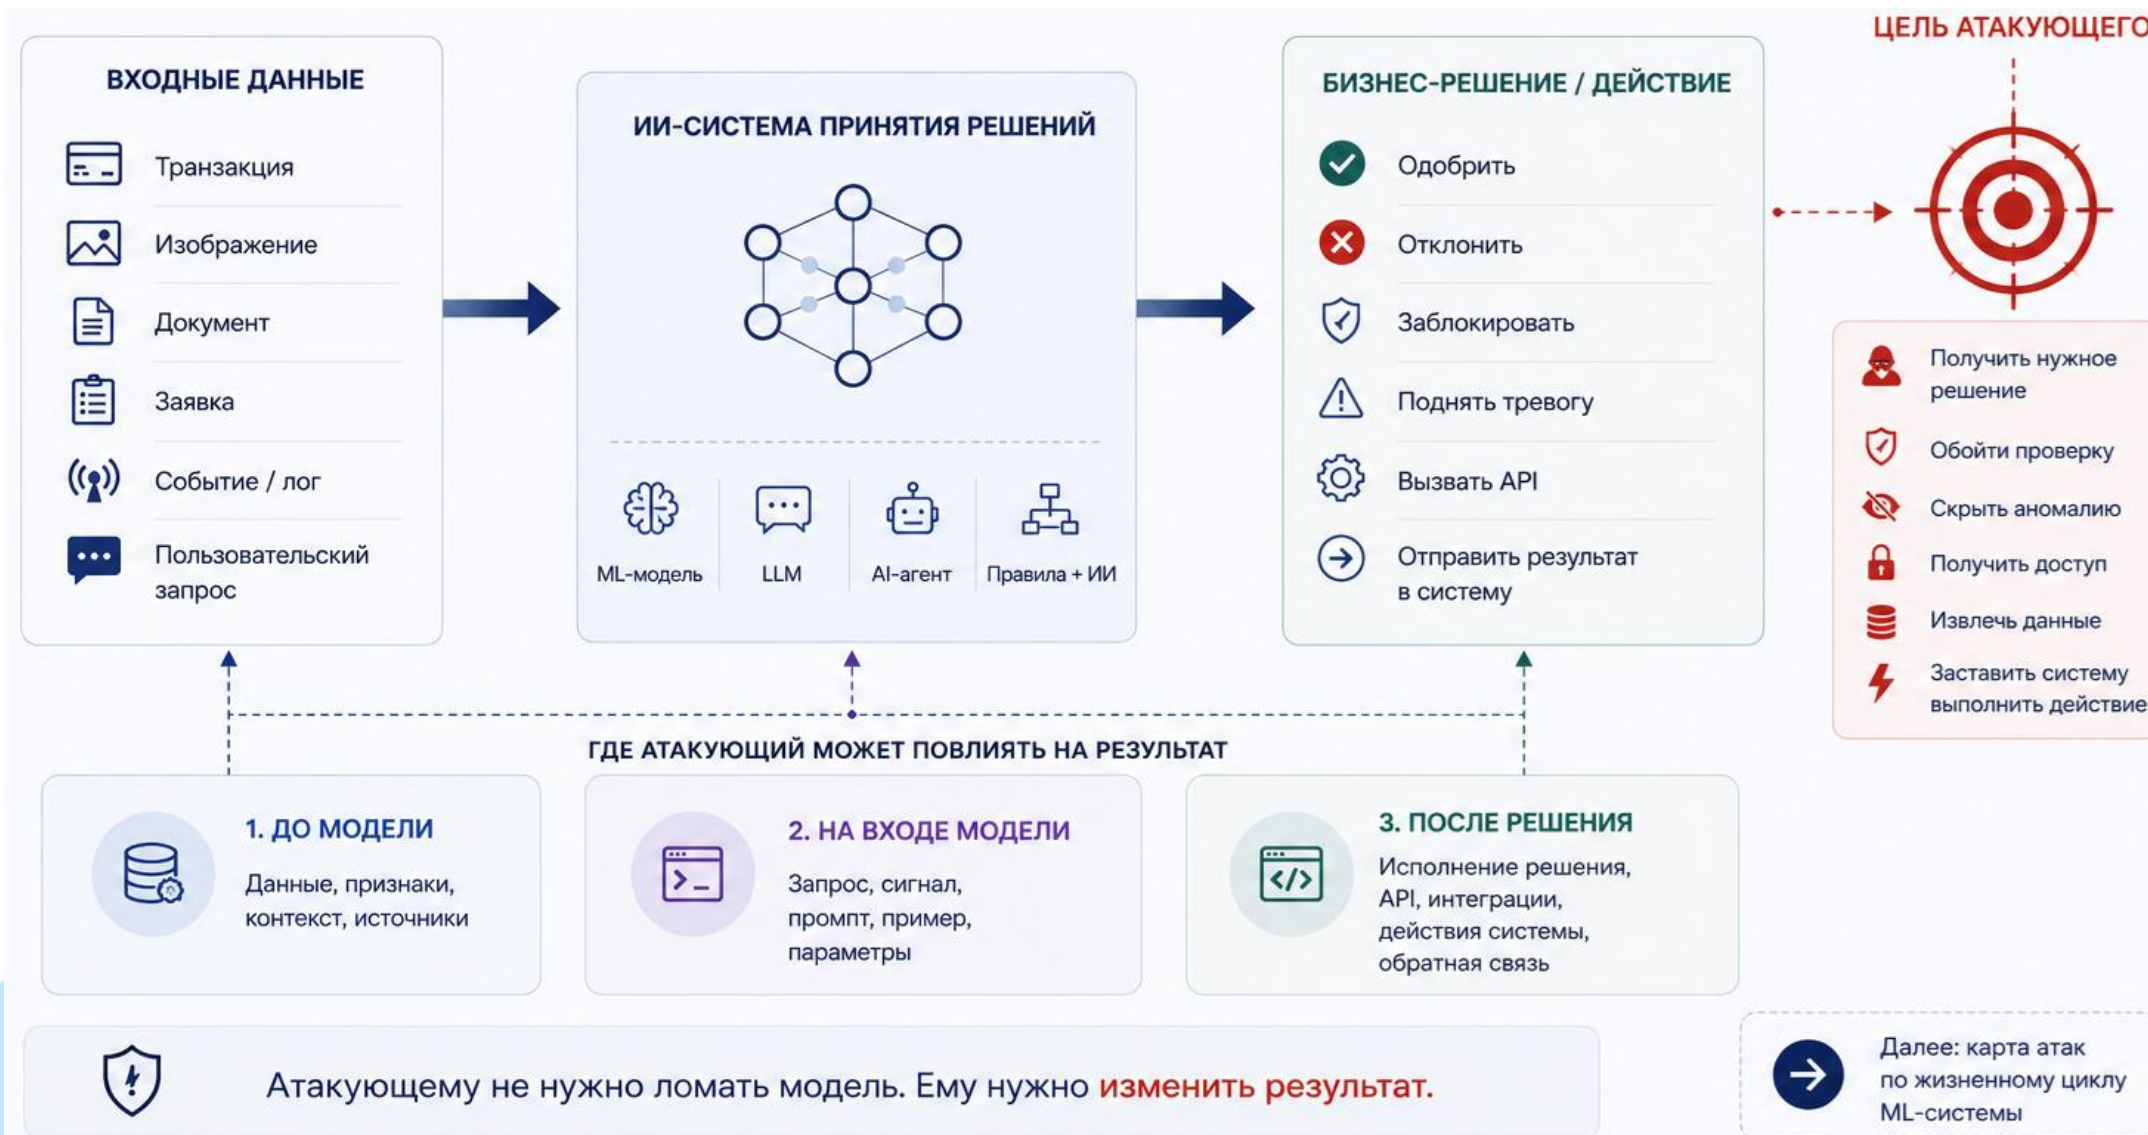 ВХОДНЫЕ ДАННЫЕ
Транзакция
Изображение
Документ
Заявка
Событие / лог
Пользовательский
запрос
ИИ-СИСТЕМА ПРИНЯТИЯ РЕШЕНИЙ
ML-модель
LLM
AI-агент
Правила + ИИ
БИЗНЕС-РЕШЕНИЕ / ДЕЙСТВИЕ
Одобрить
Отклонить
Заблокировать
Поднять тревогу
Вызвать API
Отправить результат
в систему
ЦЕЛЬ АТАКУЮЩЕГО
Получить нужное
решение
Обойти проверку
Скрыть аномалию
Получить доступ
Извлечь данные
Заставить систему
выполнить действие
ГДЕ АТАКУЮЩИЙ МОЖЕТ ПОВЛИЯТЬ НА РЕЗУЛЬТАТ
1. ДО МОДЕЛИ
Данные, признаки,
контекст, источники
2. НА ВХОДЕ МОДЕЛИ
Запрос, сигнал,
промпт, пример,
параметры
3. ПОСЛЕ РЕШЕНИЯ
Исполнение решения,
API, интеграции,
действия системы,
обратная связь
Атакующему не нужно ломать модель. Ему нужно изменить результат.
Далее: карта атак
по жизненному циклу
ML-системы